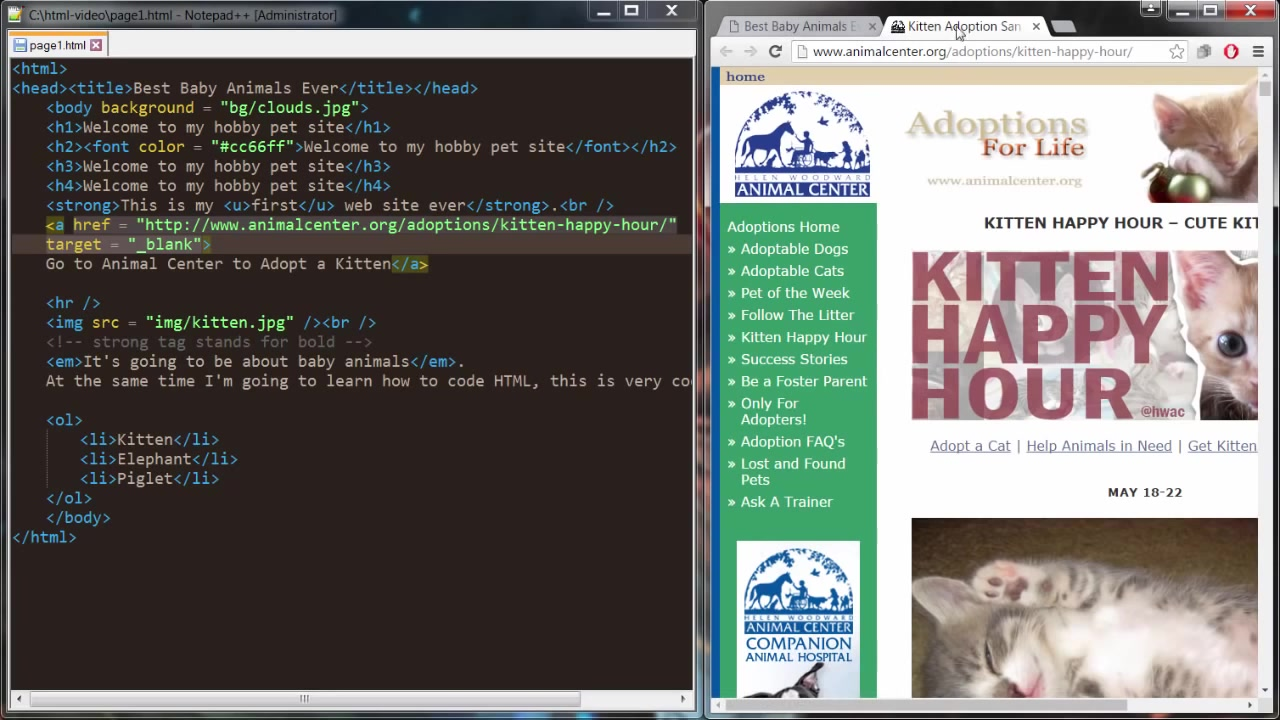 C:\html-video\page1.html - Notepad++ [Administrator]
page1.html
<html>
<head><title>Best Baby Animals Ever</title></head>
<body background = "bg/clouds.jpg">
<h1>Welcome to my hobby pet site</h1>
<h2><font color = "#cc66ff">Welcome to my hobby pet site</font></h2>
<h3>Welcome to my hobby pet site</h3>
<h4>Welcome to my hobby pet site</h4>
<strong>This is my <u>first</u> web site ever</strong>.<br />
<a href = "http://www.animalcenter.org/adoptions/kitten-happy-hour/"
target = "_blank">
Go to Animal Center to Adopt a Kitten</a>
<hr />
<img src = "img/kitten.jpg" /><br />
<!-- strong tag stands for bold -->
<em>It's going to be about baby animals</em>.
At the same time I'm going to learn how to code HTML, this is very co
<ol>
<li>Kitten</li>
<li>Elephant</li>
<li>Piglet</li>
</ol>
</body>
</html>
Best Baby Animals E
Kitten Adoption San
www.animalcenter.org/adoptions/kitten-happy-hour/
home
HELEN WOODWARD
ANIMAL CENTER
Adoptions
For Life
www.animalcenter.org
Adoptions Home
» Adoptable Dogs
» Adoptable Cats
» Pet of the Week
» Follow The Litter
» Kitten Happy Hour
» Success Stories
» Be a Foster Parent
» Only For
Adopters!
» Adoption FAQ's
» Lost and Found
Pets
» Ask A Trainer
HELEN WOODWARD
ANIMAL CENTER
COMPANION
ANIMAL HOSPITAL
KITTEN HAPPY HOUR – CUTE KIT
KITTEN
HAPPY
HOUR
@hwac
Adopt a Cat | Help Animals in Need | Get Kitten
MAY 18-22